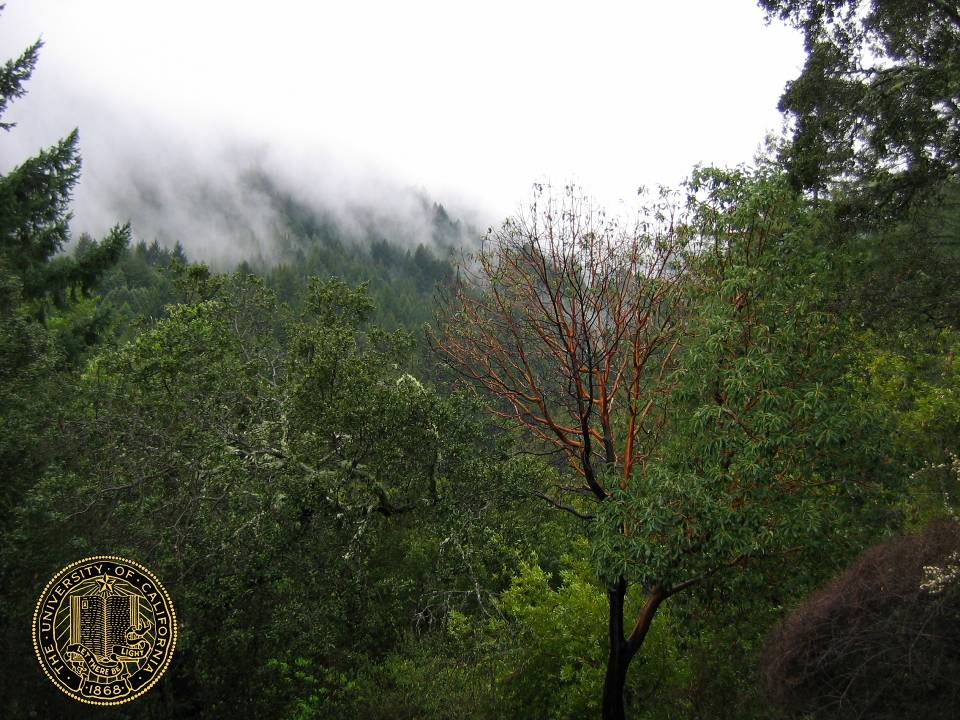 · THE · UNIVERSITY · OF · CALIFORNIA ·
LET THERE BE
LIGHT
· 1868 ·